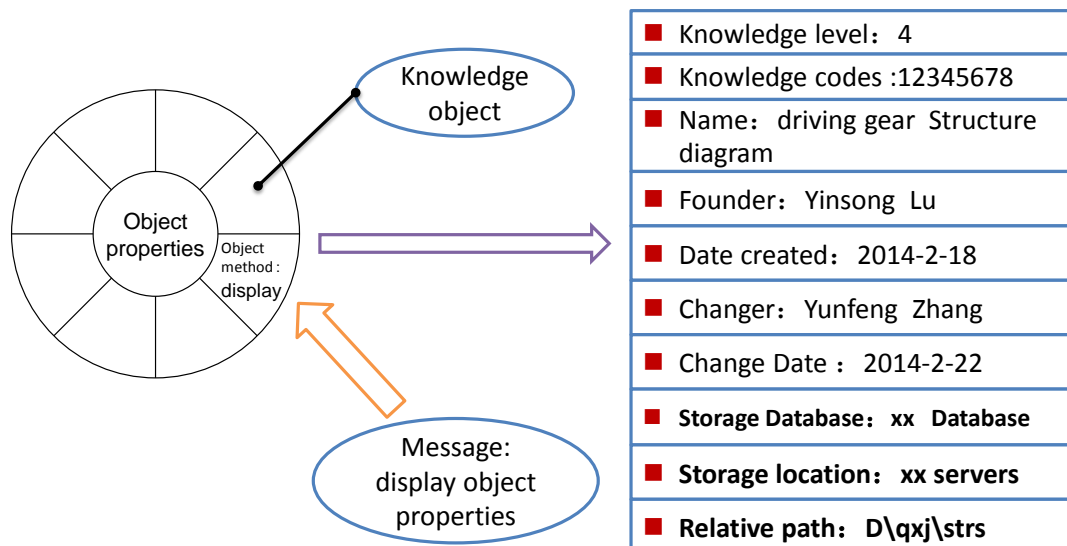 Knowledge
object
Object
properties
Object
method :
display
Message:
display object
properties
Knowledge level：4
Knowledge codes :12345678
Name： driving gear Structure
diagram
Founder：Yinsong Lu
Date created：2014-2-18
Changer：Yunfeng Zhang
Change Date ：2014-2-22
Storage Database：xx Database
Storage location：xx servers
Relative path：D\qxj\strs